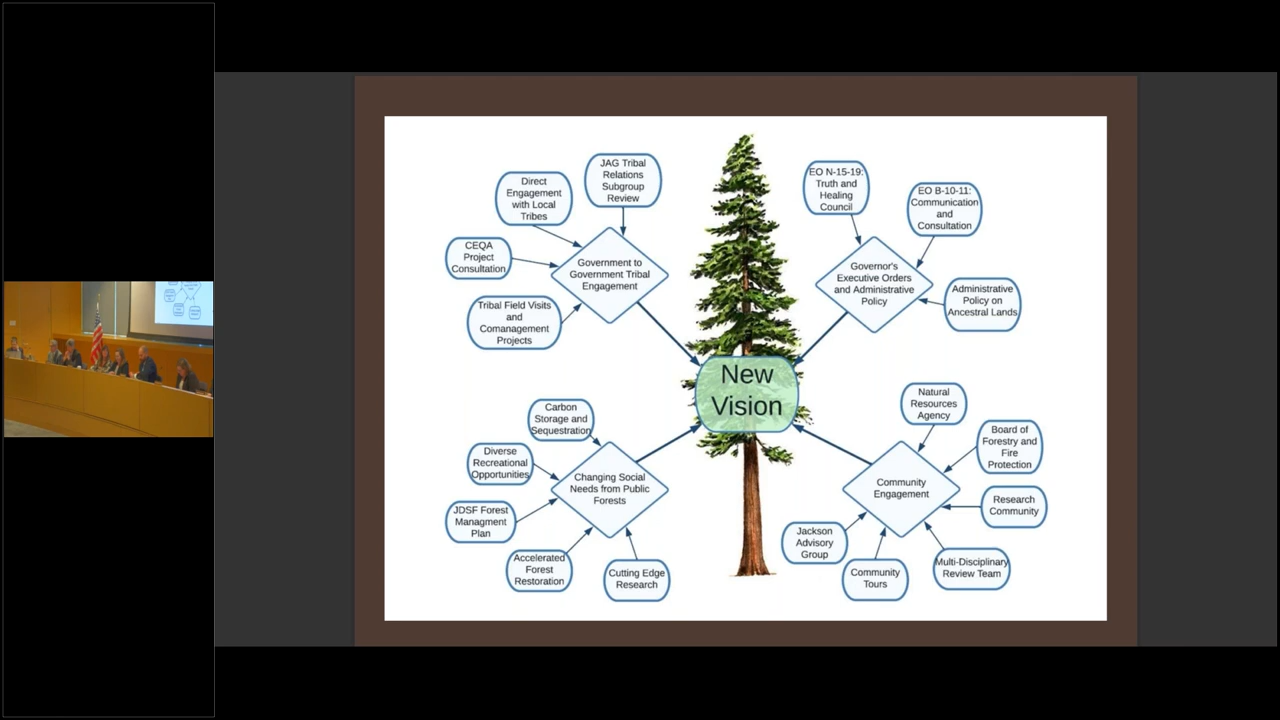 JAG Tribal
Relations
Subgroup
Review
Direct
Engagement
with Local
Tribes
CEQA
Project
Consultation
Tribal Field Visits
and
Comanagement
Projects
Government to
Government Tribal
Engagement
EO N-15-19:
Truth and
Healing
Council
EO B-10-11:
Communication
and
Consultation
Administrative
Policy on
Ancestral Lands
Governor's
Executive Orders
and Administrative
Policy
New
Vision
Carbon
Storage and
Sequestration
Diverse
Recreational
Opportunities
JDSF Forest
Managment
Plan
Accelerated
Forest
Restoration
Cutting Edge
Research
Changing Social
Needs from Public
Forests
Natural
Resources
Agency
Board of
Forestry and
Fire
Protection
Research
Community
Multi-Disciplinary
Review Team
Community
Tours
Jackson
Advisory
Group
Community
Engagement